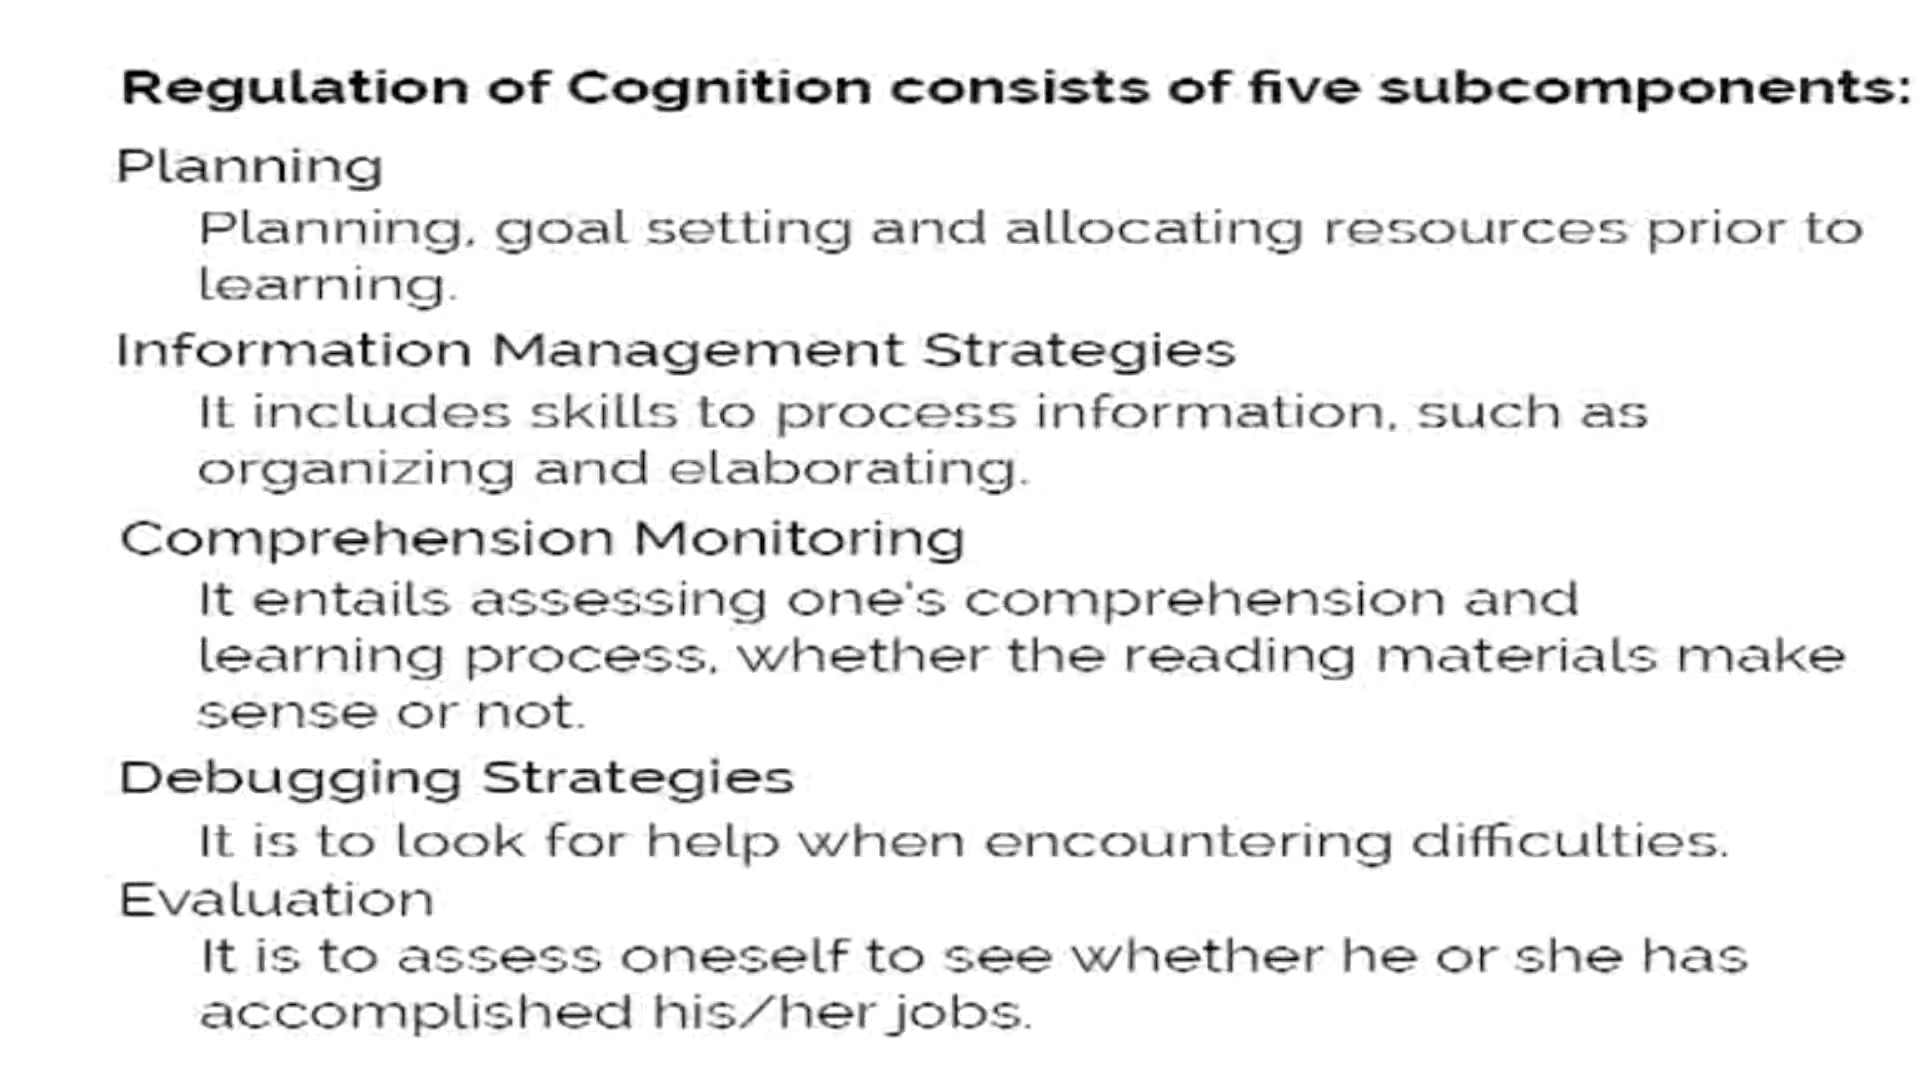 Regulation of Cognition consists of five subcomponents:
Planning
Planning, goal setting and allocating resources prior to
learning.
Information Management Strategies
It includes skills to process information, such as
organizing and elaborating.
Comprehension Monitoring
It entails assessing one's comprehension and
learning process, whether the reading materials make
sense or not.
Debugging Strategies
It is to look for help when encountering difficulties.
Evaluation
It is to assess oneself to see whether he or she has
accomplished his/her jobs.